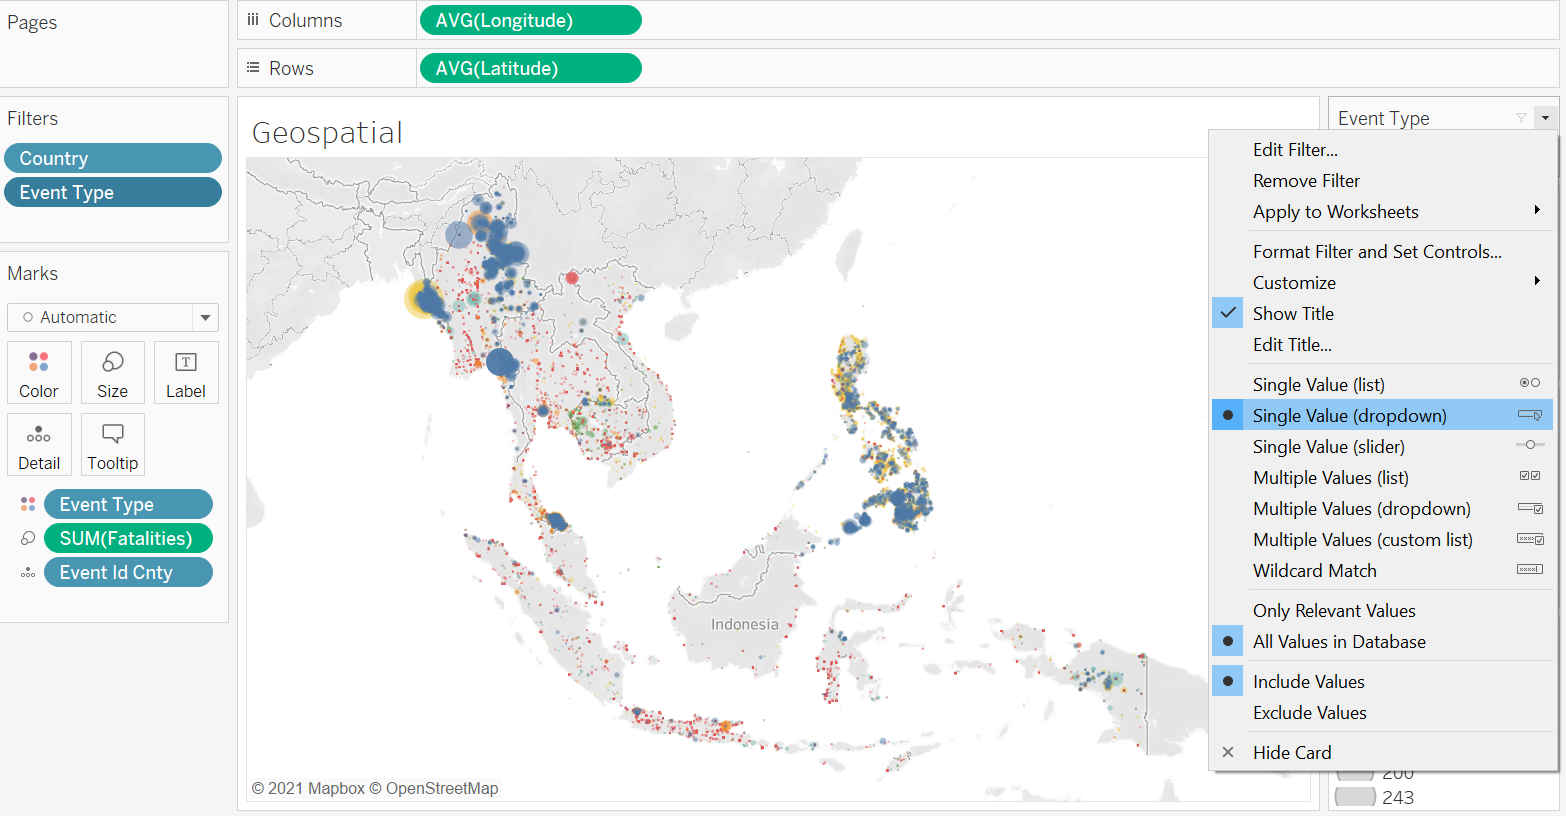 Pages
Columns
AVG(Longitude)
Rows
AVG(Latitude)
Filters
Country
Event Type
Marks
Automatic
Color
Size
Label
Detail
Tooltip
Event Type
SUM(Fatalities)
Event Id Cnty
Geospatial
Indonesia
© 2021 Mapbox © OpenStreetMap
Event Type
Edit Filter...
Remove Filter
Apply to Worksheets
Format Filter and Set Controls...
Customize
Show Title
Edit Title...
Single Value (list)
Single Value (dropdown)
Single Value (slider)
Multiple Values (list)
Multiple Values (dropdown)
Multiple Values (custom list)
Wildcard Match
Only Relevant Values
All Values in Database
Include Values
Exclude Values
Hide Card
200
243